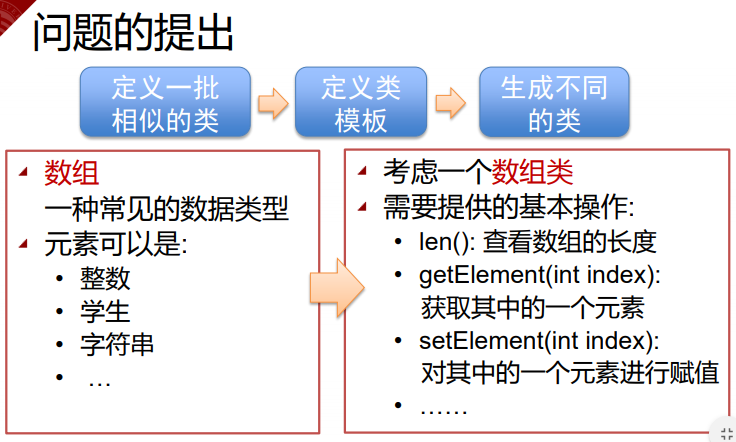 问题的提出
定义一批
相似的类
定义类
模板
生成不同
的类
数组
一种常见的数据类型
元素可以是:
• 整数
• 学生
• 字符串
• …
考虑一个数组类
需要提供的基本操作:
• len(): 查看数组的长度
• getElement(int index):
获取其中的一个元素
• setElement(int index):
对其中的一个元素进行赋值
• ……